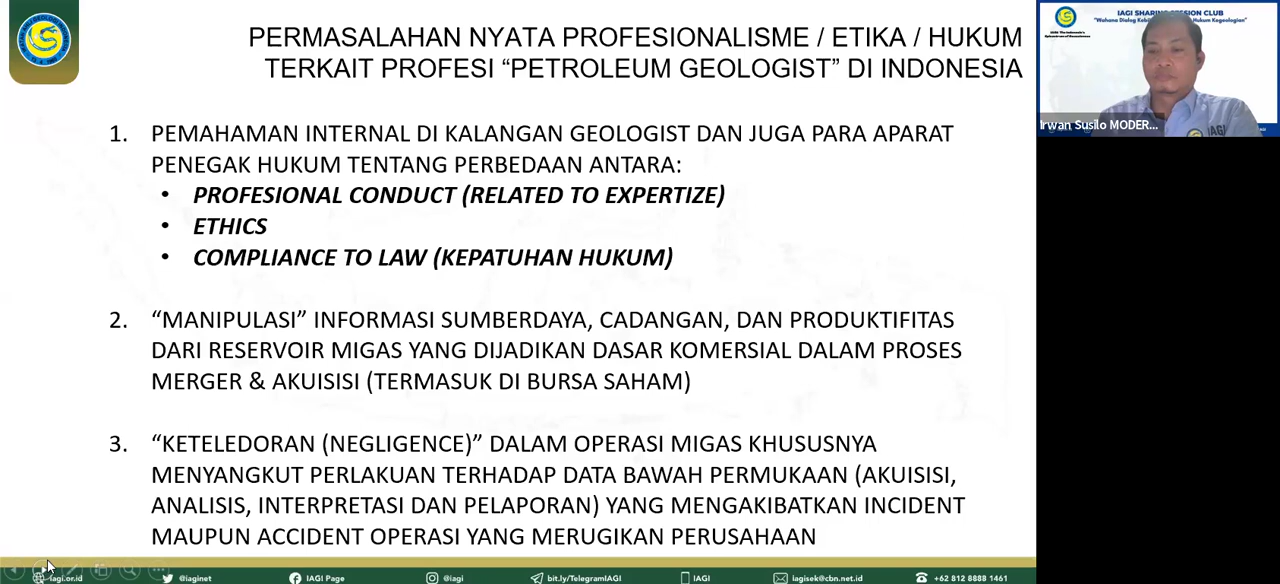 PERMASALAHAN NYATA PROFESIONALISME / ETIKA / HUKUM
TERKAIT PROFESI “PETROLEUM GEOLOGIST” DI INDONESIA
1. PEMAHAMAN INTERNAL DI KALANGAN GEOLOGIST DAN JUGA PARA APARAT
PENEGAK HUKUM TENTANG PERBEDAAN ANTARA:
• PROFESIONAL CONDUCT (RELATED TO EXPERTIZE)
• ETHICS
• COMPLIANCE TO LAW (KEPATUHAN HUKUM)
2. “MANIPULASI” INFORMASI SUMBERDAYA, CADANGAN, DAN PRODUKTIFITAS
DARI RESERVOIR MIGAS YANG DIJADIKAN DASAR KOMERSIAL DALAM PROSES
MERGER & AKUISISI (TERMASUK DI BURSA SAHAM)
3. “KETELEDORAN (NEGLIGENCE)” DALAM OPERASI MIGAS KHUSUSNYA
MENYANGKUT PERLAKUAN TERHADAP DATA BAWAH PERMUKAAN (AKUISISI,
ANALISIS, INTERPRETASI DAN PELAPORAN) YANG MENGAKIBATKAN INCIDENT
MAUPUN ACCIDENT OPERASI YANG MERUGIKAN PERUSAHAAN
iagi.or.id
@iaginet
IAGI Page
@iagi
bit.ly/TelegramIAGI
IAGI
iagisek@cbn.net.id
+62 812 8888 1461
IAGI SHARING SESSION CLUB
"Wahana Dialog Hukum Kegeologian"
Irwan Susilo MODER...
IAGI